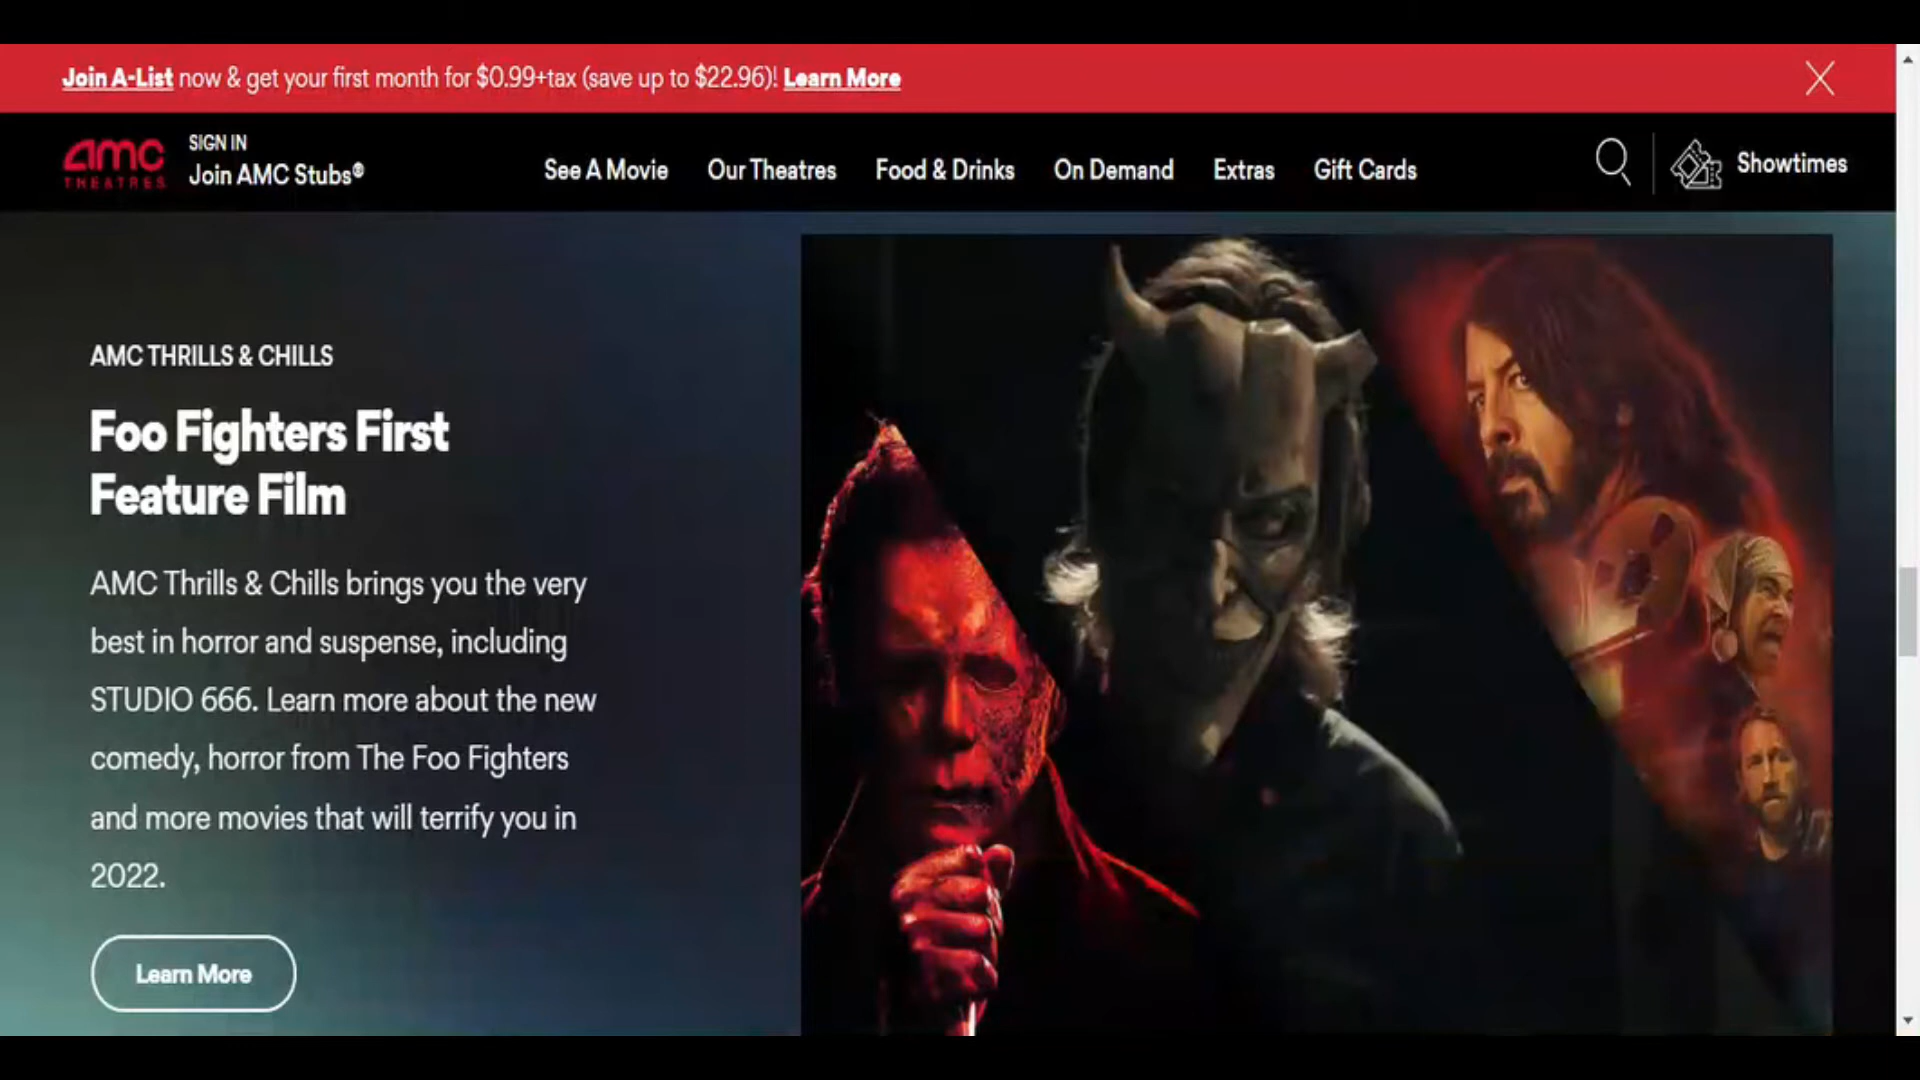 Join A-List now & get your first month for $0.99+tax (save up to $22.96)! Learn More
amc
THEATRES
SIGN IN
Join AMC Stubs®
See A Movie
Our Theatres
Food & Drinks
On Demand
Extras
Gift Cards
Showtimes
AMC THRILLS & CHILLS
Foo Fighters First
Feature Film
AMC Thrills & Chills brings you the very
best in horror and suspense, including
STUDIO 666. Learn more about the new
comedy, horror from The Foo Fighters
and more movies that will terrify you in
2022.
Learn More